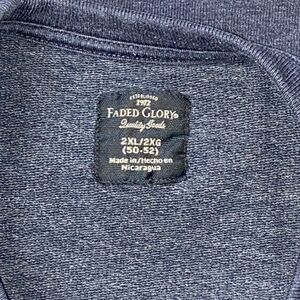 ESTABLISHED
1972
FADED GLORY®
Quality Goods
2XL/2XG
(50-52)
Made in/Hecho en
Nicaragua